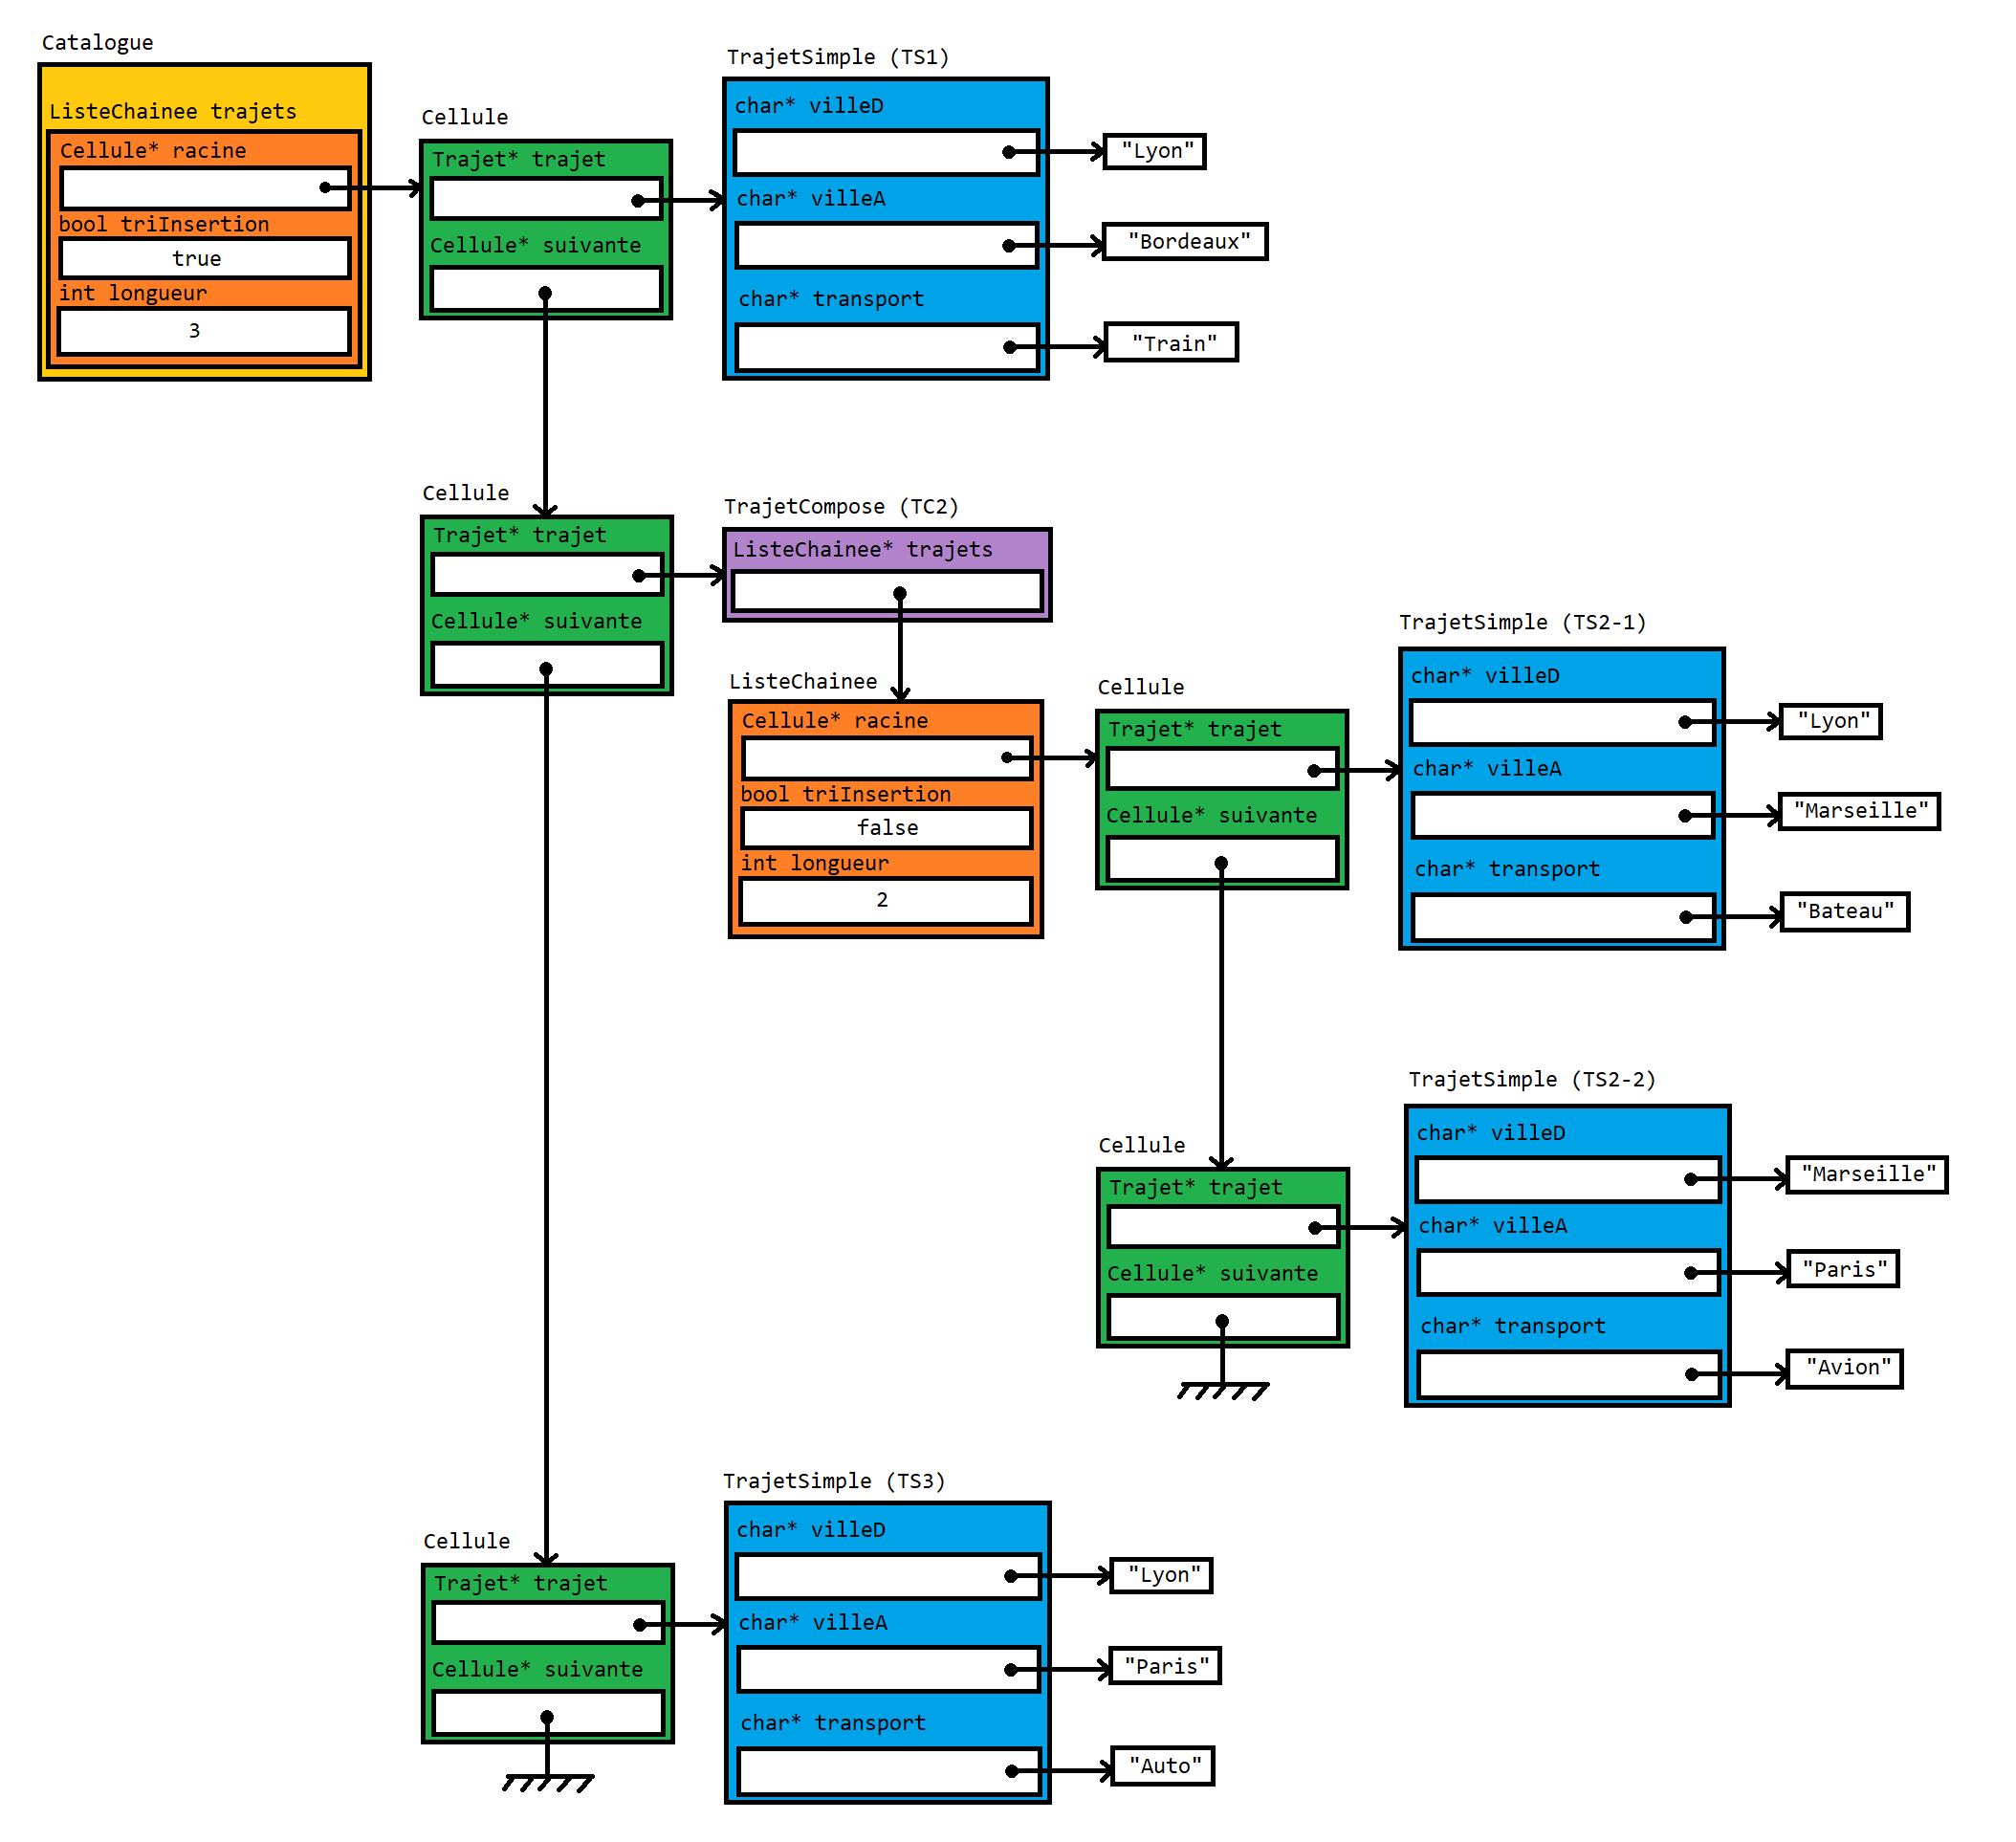 Catalogue
ListeChainee trajets
Cellule* racine
bool triInsertion
true
int longueur
3
Cellule
Trajet* trajet
Cellule* suivante
TrajetSimple (TS1)
char* villeD
"Lyon"
char* villeA
"Bordeaux"
char* transport
"Train"
Cellule
Trajet* trajet
Cellule* suivante
TrajetCompose (TC2)
ListeChainee* trajets
ListeChainee
Cellule* racine
bool triInsertion
false
int longueur
2
Cellule
Trajet* trajet
Cellule* suivante
TrajetSimple (TS2-1)
char* villeD
"Lyon"
char* villeA
"Marseille"
char* transport
"Bateau"
Cellule
Trajet* trajet
Cellule* suivante
TrajetSimple (TS2-2)
char* villeD
"Marseille"
char* villeA
"Paris"
char* transport
"Avion"
Cellule
Trajet* trajet
Cellule* suivante
TrajetSimple (TS3)
char* villeD
"Lyon"
char* villeA
"Paris"
char* transport
"Auto"